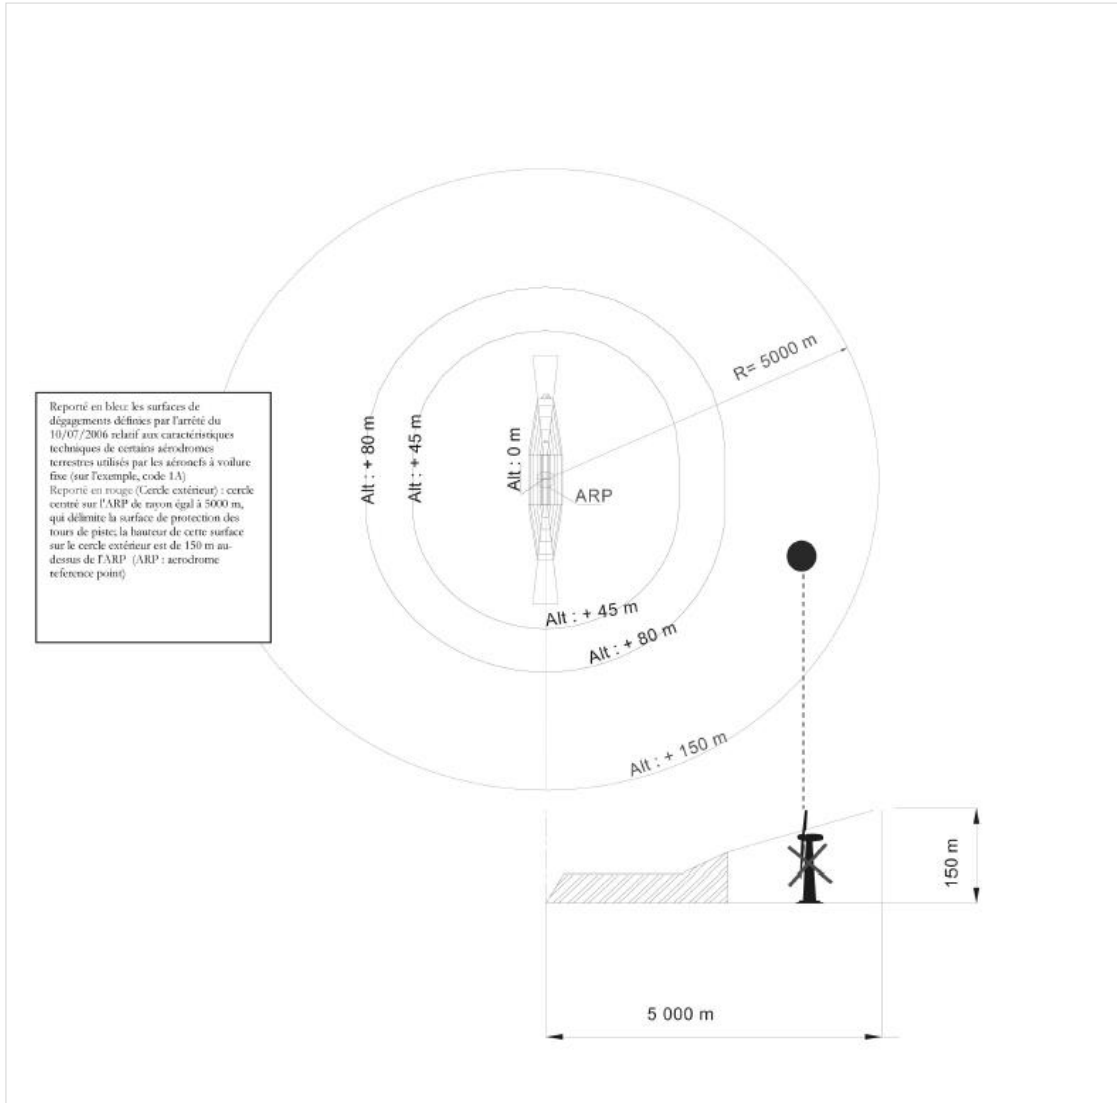 R= 5000 m
Alt : + 80 m
Alt : + 45 m
Alt : 0 m
ARP
Reporté en bleu: les surfaces de
dégagements définies par l'arrêté du
10/07/2006 relatif aux caractéristiques
techniques de certains aérodromes
terrestres utilisés par les aéronefs à voilure
fixe (sur l'exemple, code 1A)
Reporté en rouge (Cercle extérieur) : cercle
centré sur l'ARP de rayon égal à 5000 m,
qui délimite la surface de protection des
tours de piste; la hauteur de cette surface
sur le cercle extérieur est de 150 m au-
dessus de l'ARP (ARP : aerodrome
reference point)
Alt : + 45 m
Alt : + 80 m
Alt : + 150 m
150 m
5 000 m